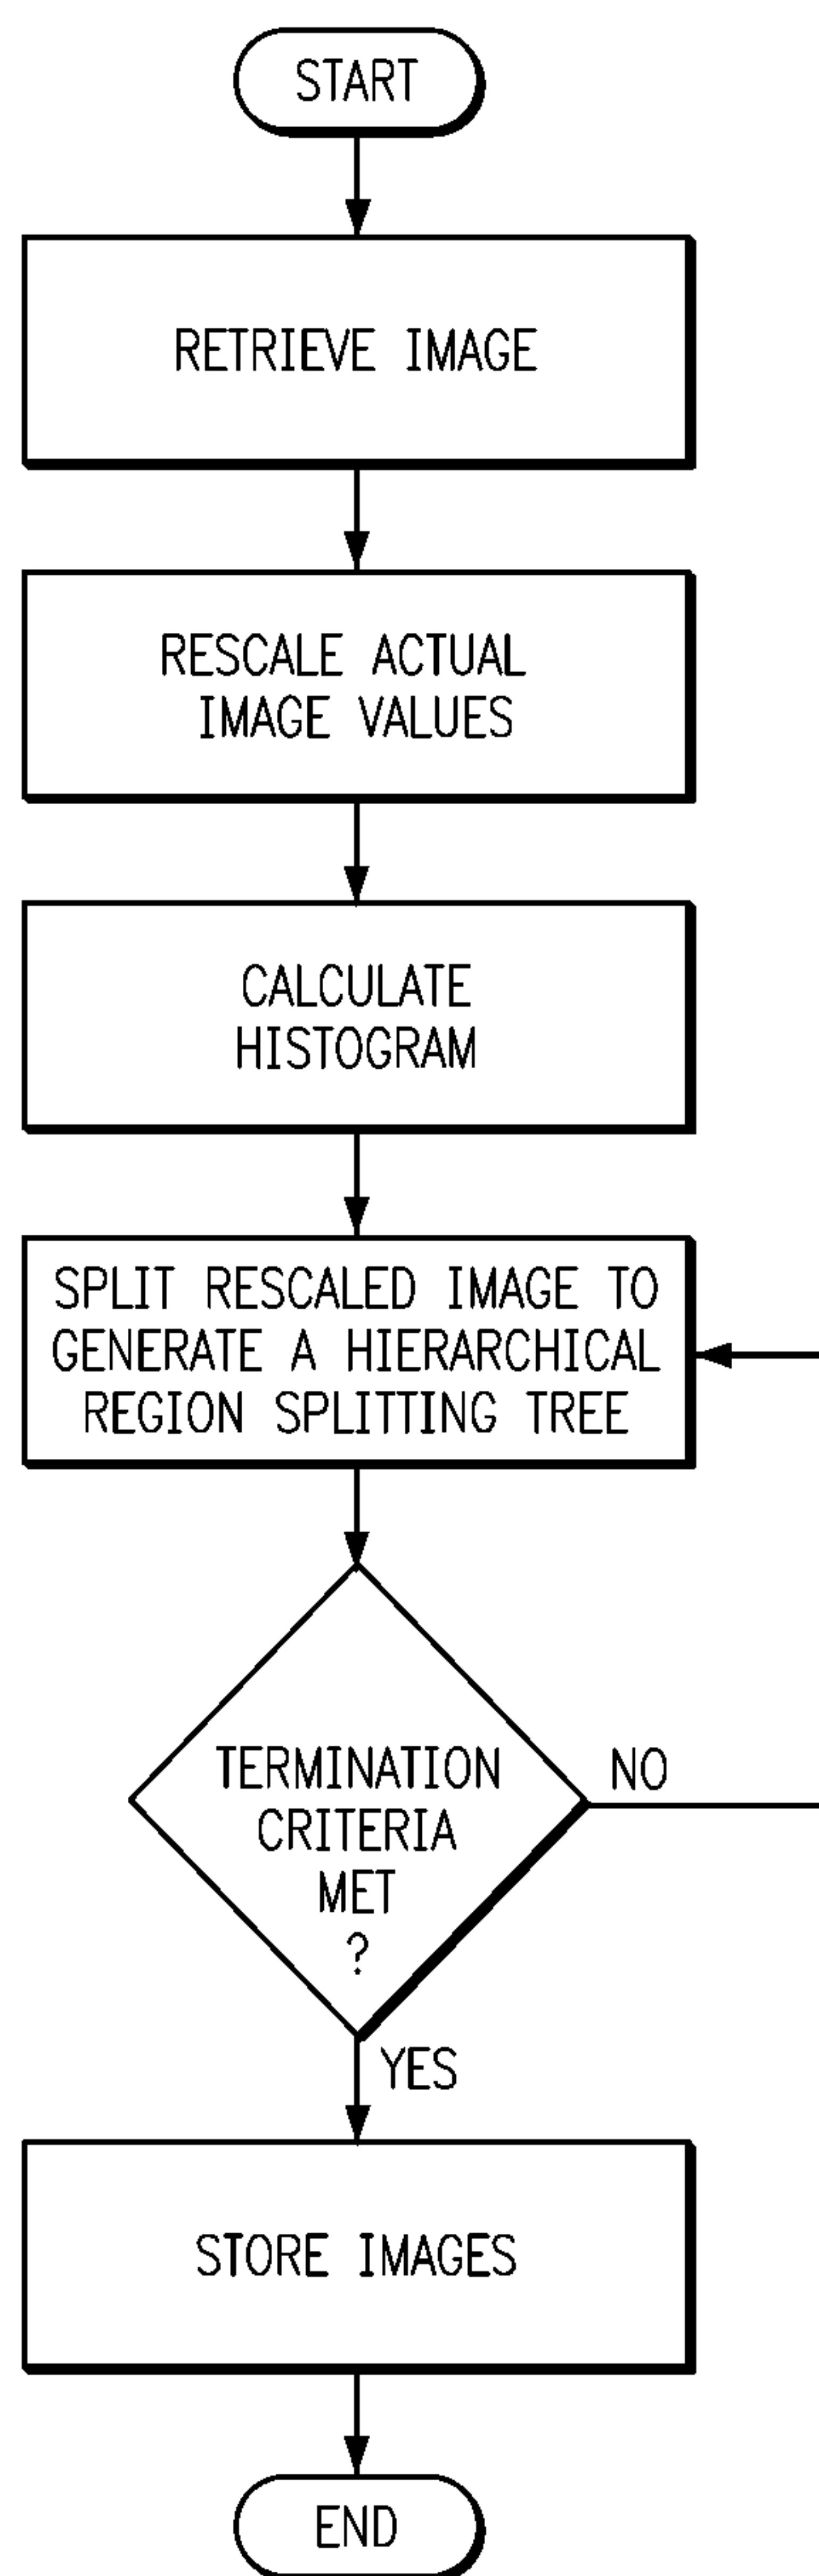 START
RETRIEVE IMAGE
RESCALE ACTUAL
IMAGE VALUES
CALCULATE
HISTOGRAM
SPLIT RESCALED IMAGE TO
GENERATE A HIERARCHICAL
REGION SPLITTING TREE
TERMINATION
CRITERIA
MET
?
NO
YES
STORE IMAGES
END